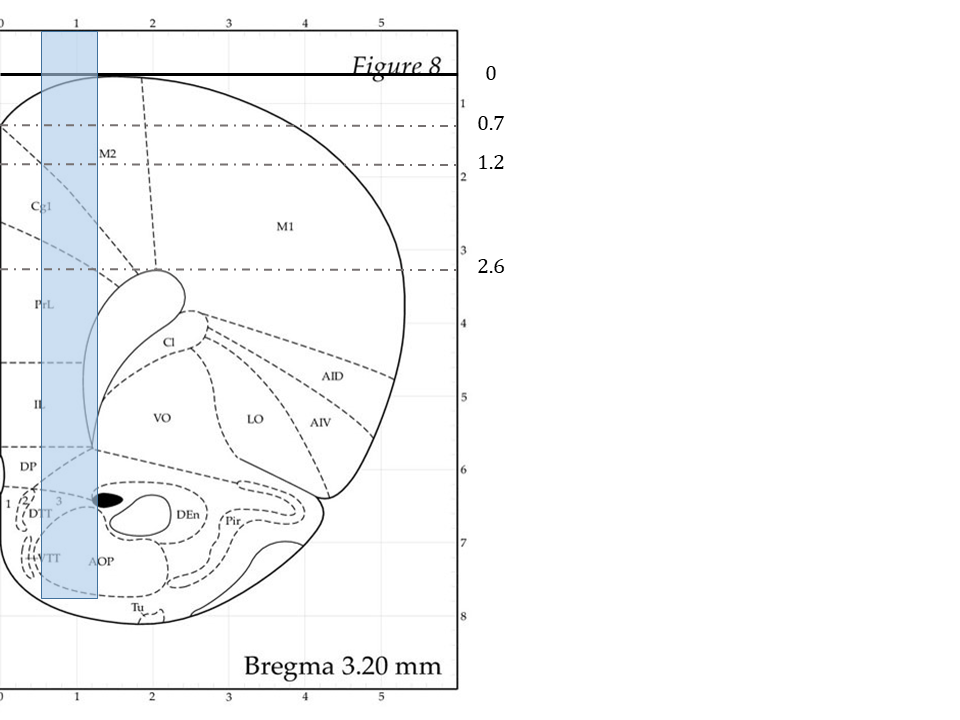 0 1 2 3 4 5
Figure 8
0
1
0.7
M2
1.2
2
Cg1
M1
3
2.6
PrL
4
Cl
AID
5
IL
VO LO AIV
DP
6
1 2 3
DTT DEn Pir
7
VTT AOP
Tu
8
Bregma 3.20 mm
0 1 2 3 4 5